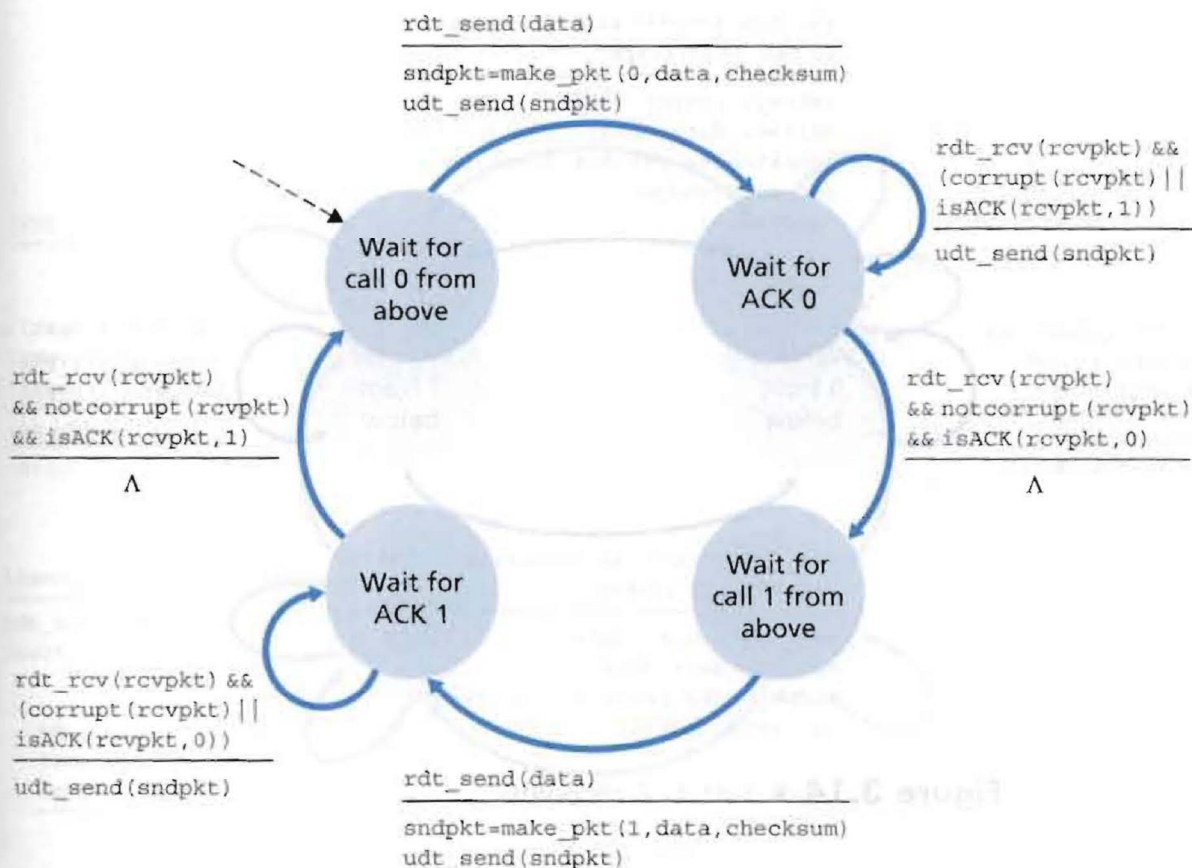 rdt_send(data)
sndpkt=make_pkt(0,data,checksum)
udt_send(sndpkt)
rdt_rcv(rcvpkt) &&
(corrupt(rcvpkt)||
isACK(rcvpkt,1))
udt_send(sndpkt)
Wait for
call 0 from
above
Wait for
ACK 0
rdt_rcv(rcvpkt)
&& notcorrupt(rcvpkt)
&& isACK(rcvpkt,1)
Λ
rdt_rcv(rcvpkt)
&& notcorrupt(rcvpkt)
&& isACK(rcvpkt,0)
Λ
Wait for
ACK 1
Wait for
call 1 from
above
rdt_rcv(rcvpkt) &&
(corrupt(rcvpkt)||
isACK(rcvpkt,0))
udt_send(sndpkt)
rdt_send(data)
sndpkt=make_pkt(1,data,checksum)
udt_send(sndpkt)